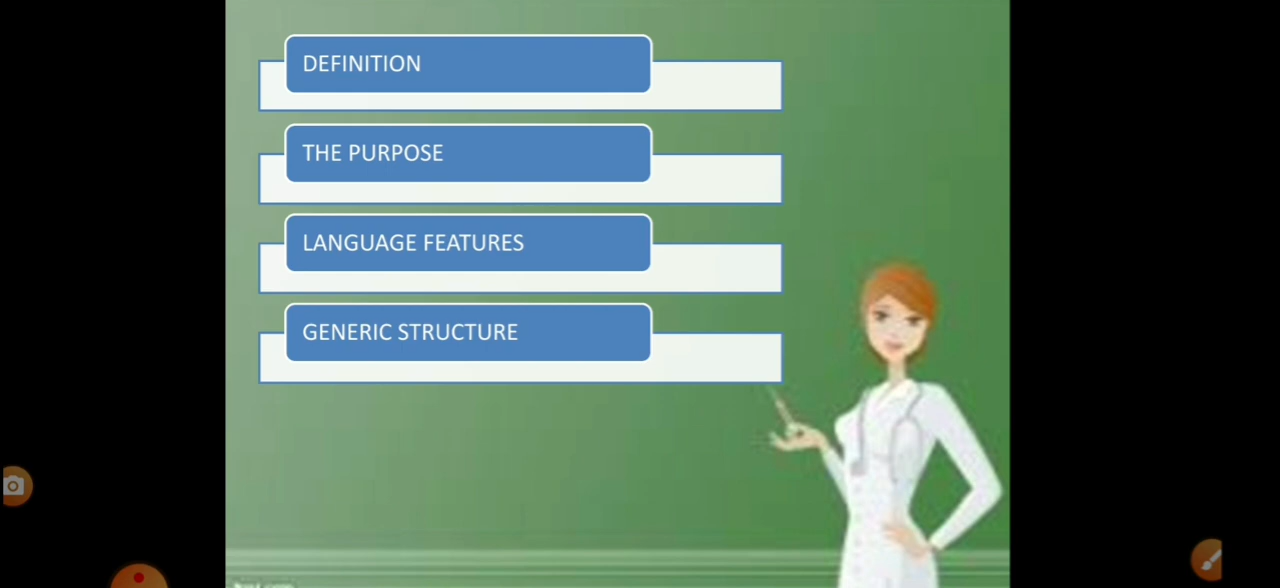 DEFINITION
THE PURPOSE
LANGUAGE FEATURES
GENERIC STRUCTURE